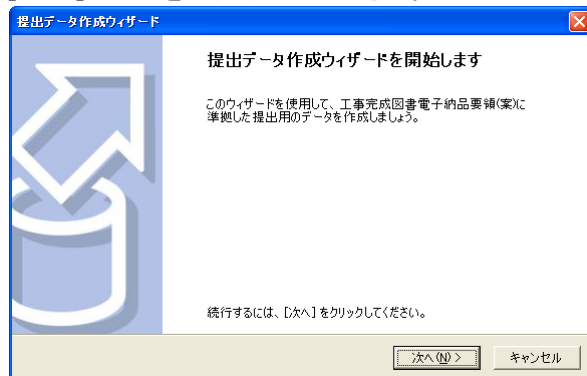 提出データ作成ウィザード
提出データ作成ウィザードを開始します
このウィザードを使用して、工事完成図書電子納品要領(案)に
準拠した提出用のデータを作成しましょう。
続行するには、[次へ] をクリックしてください。
次へ(N) >
キャンセル